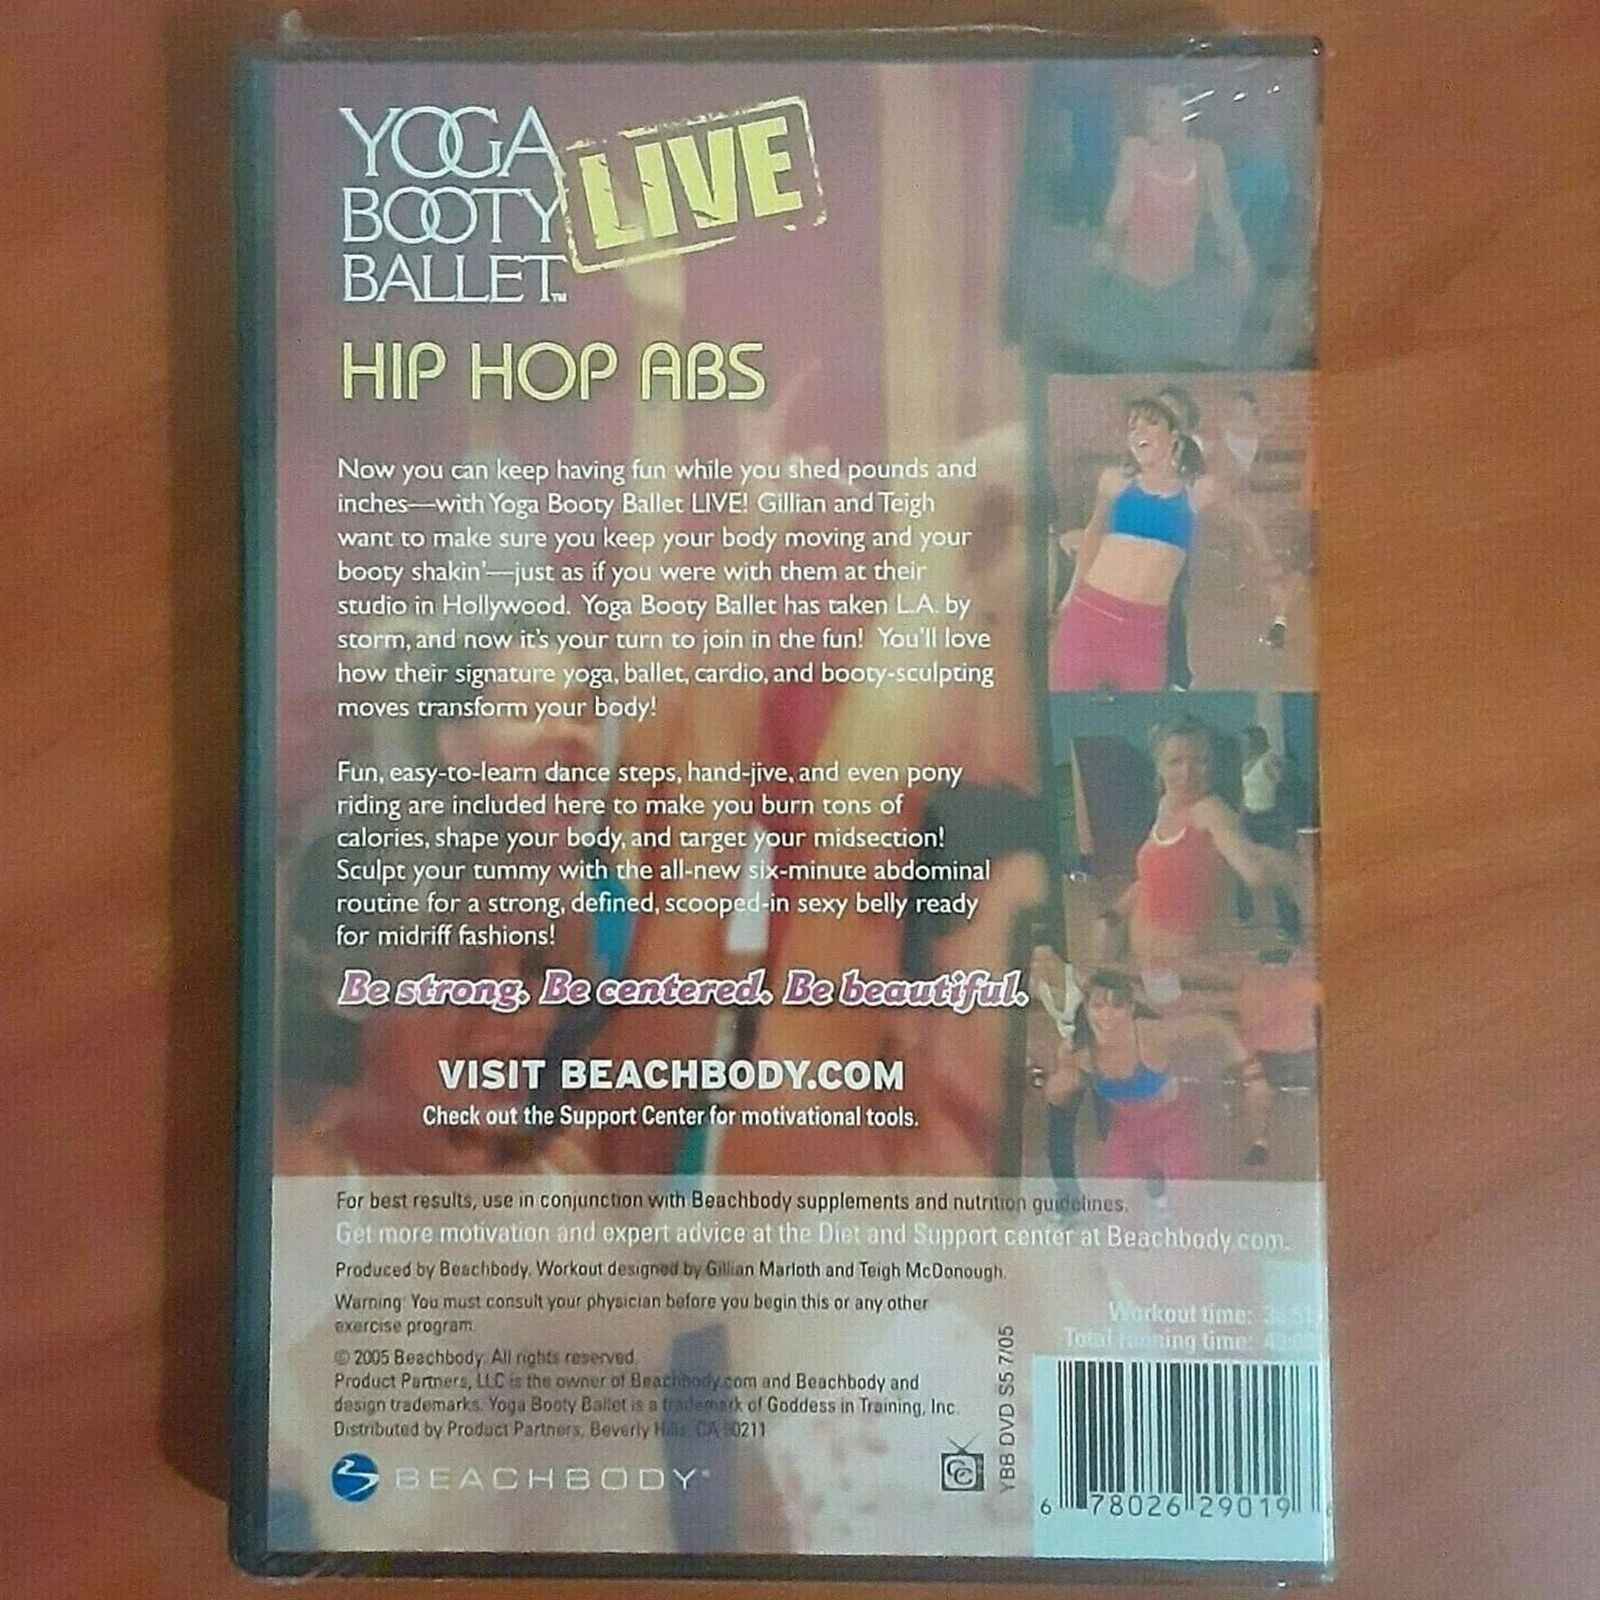 YOGA
BOOTY
BALLET™
LIVE
HIP HOP ABS
Now you can keep having fun while you shed pounds and
inches—with Yoga Booty Ballet LIVE! Gillian and Teigh
want to make sure you keep your body moving and your
booty shakin'—just as if you were with them at their
studio in Hollywood. Yoga Booty Ballet has taken L.A. by
storm, and now it's your turn to join in the fun! You'll love
how their signature yoga, ballet, cardio, and booty-sculpting
moves transform your body!
Fun, easy-to-learn dance steps, hand-jive, and even pony
riding are included here to make you burn tons of
calories, shape your body, and target your midsection!
Sculpt your tummy with the all-new six-minute abdominal
routine for a strong, defined, scooped-in sexy belly ready
for midriff fashions!
Be strong. Be centered. Be beautiful.
VISIT BEACHBODY.COM
Check out the Support Center for motivational tools.
For best results, use in conjunction with Beachbody supplements and nutrition guidelines.
Get more motivation and expert advice at the Diet and Support center at Beachbody.com.
Produced by Beachbody. Workout designed by Gillian Marloth and Teigh McDonough.
Warning: You must consult your physician before you begin this or any other
exercise program.
© 2005 Beachbody. All rights reserved.
Product Partners, LLC is the owner of Beachbody.com and Beachbody and
design trademarks. Yoga Booty Ballet is a trademark of Goddess in Training, Inc.
Distributed by Product Partners, Beverly Hills, CA 90211
BEACHBODY®
CC
YBB DVD S5 7/05
Workout time:
Total running time:
6 78026 29019